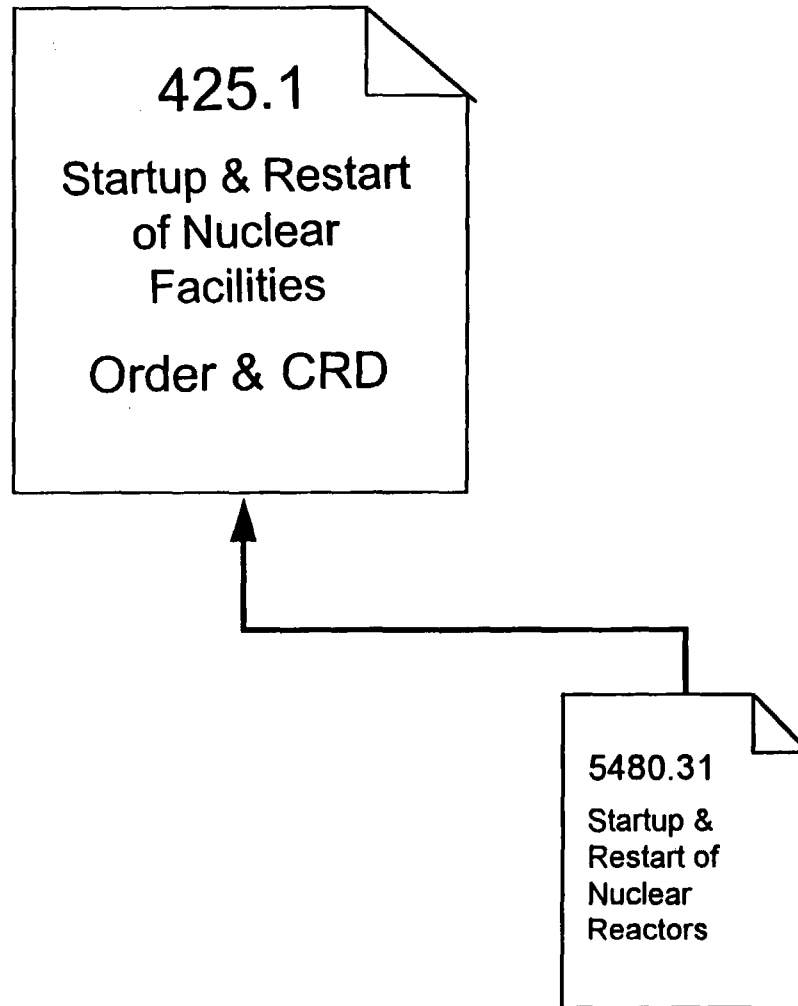 425.1
Startup & Restart
of Nuclear
Facilities
Order & CRD
5480.31
Startup &
Restart of
Nuclear
Reactors